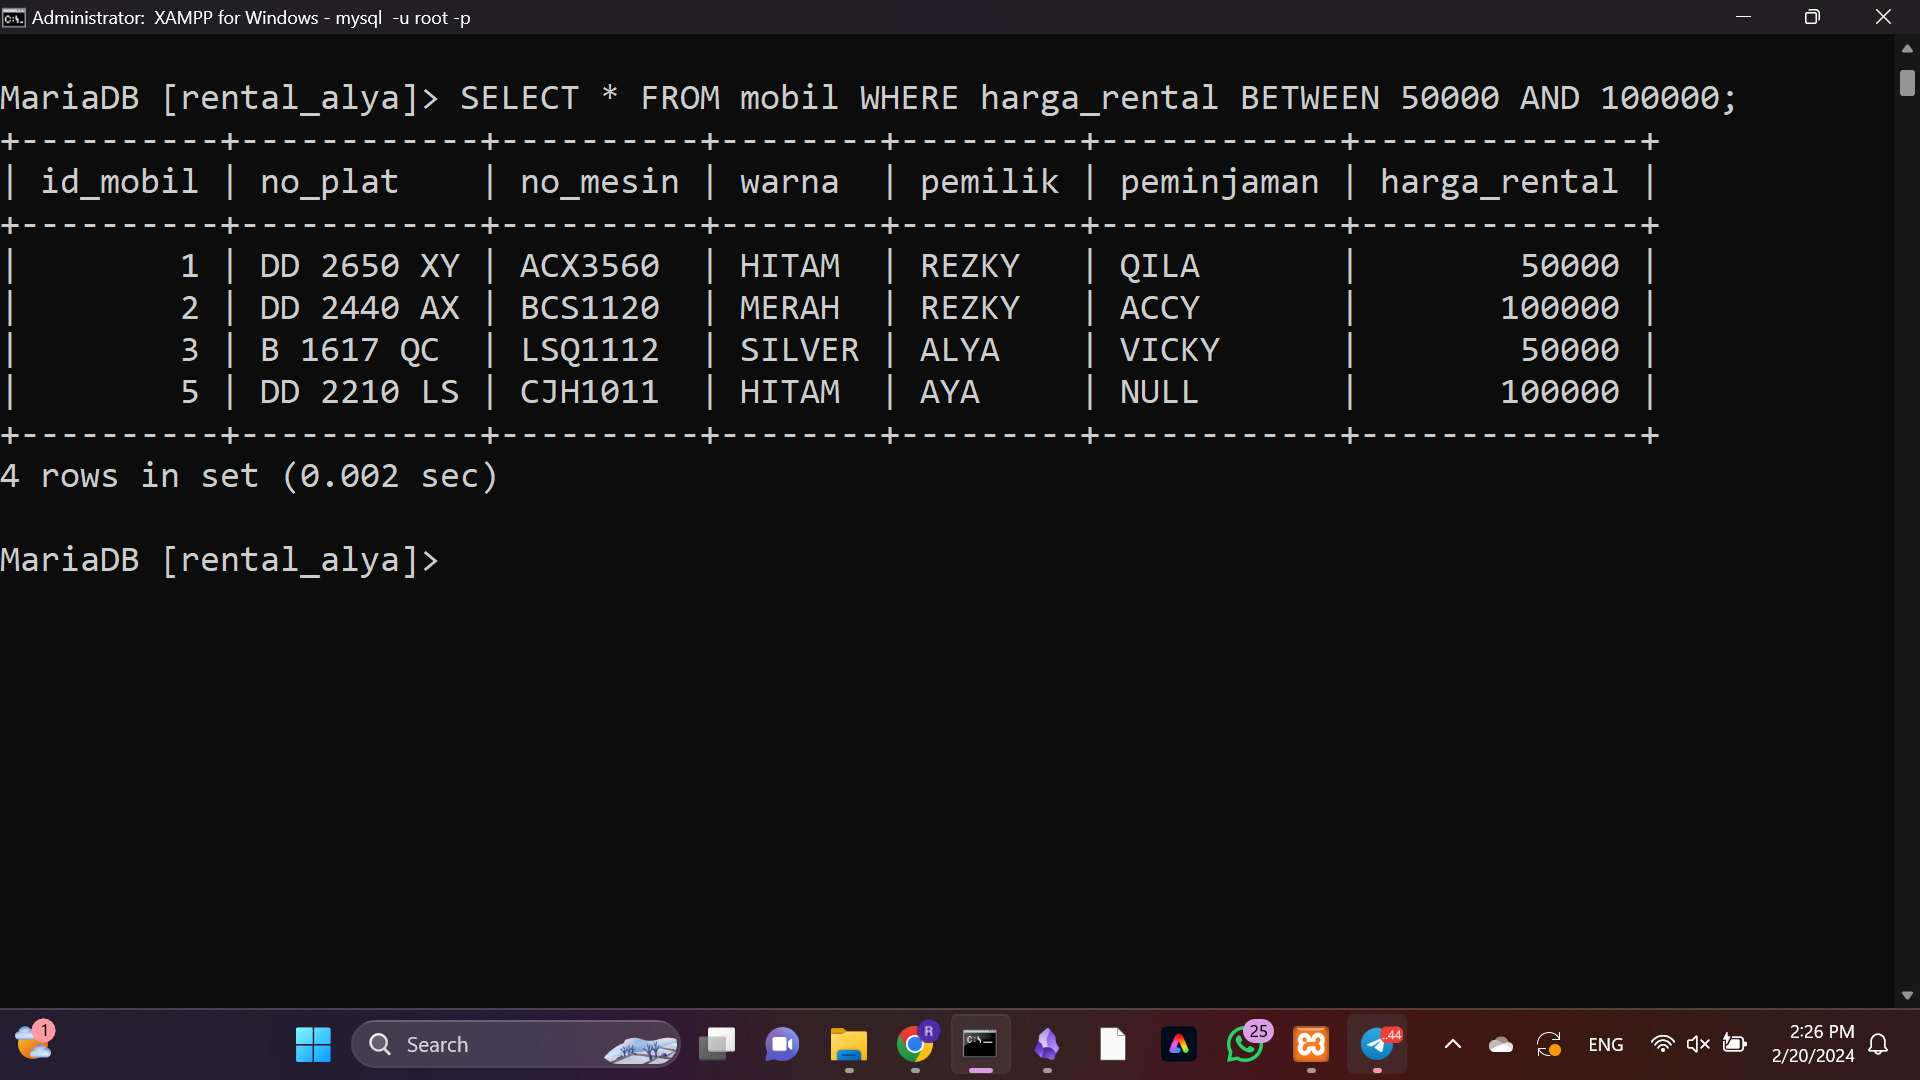 Administrator: XAMPP for Windows - mysql -u root -p
MariaDB [rental_alya]> SELECT * FROM mobil WHERE harga_rental BETWEEN 50000 AND 100000;
+----------+------------+----------+--------+---------+------------+--------------+
| id_mobil | no_plat    | no_mesin | warna  | pemilik | peminjaman | harga_rental |
+----------+------------+----------+--------+---------+------------+--------------+
|        1 | DD 2650 XY | ACX3560  | HITAM  | REZKY   | QILA       |        50000 |
|        2 | DD 2440 AX | BCS1120  | MERAH  | REZKY   | ACCY       |       100000 |
|        3 | B 1617 QC  | LSQ1112  | SILVER | ALYA    | VICKY      |        50000 |
|        5 | DD 2210 LS | CJH1011  | HITAM  | AYA     | NULL       |       100000 |
+----------+------------+----------+--------+---------+------------+--------------+
4 rows in set (0.002 sec)
MariaDB [rental_alya]>
1
Search
R
25
..44
ENG
2:26 PM
2/20/2024